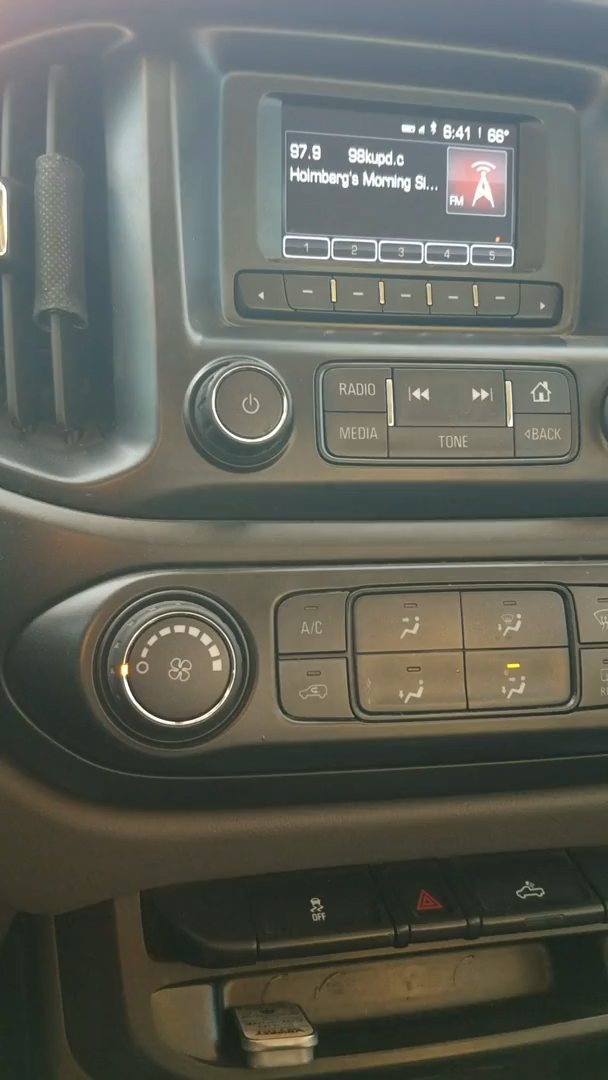 6:41 66°
97.9 98kupd.c
Holmberg's Morning Si...
FM
1 2 3 4 5
RADIO
MEDIA
TONE
BACK
A/C
OFF